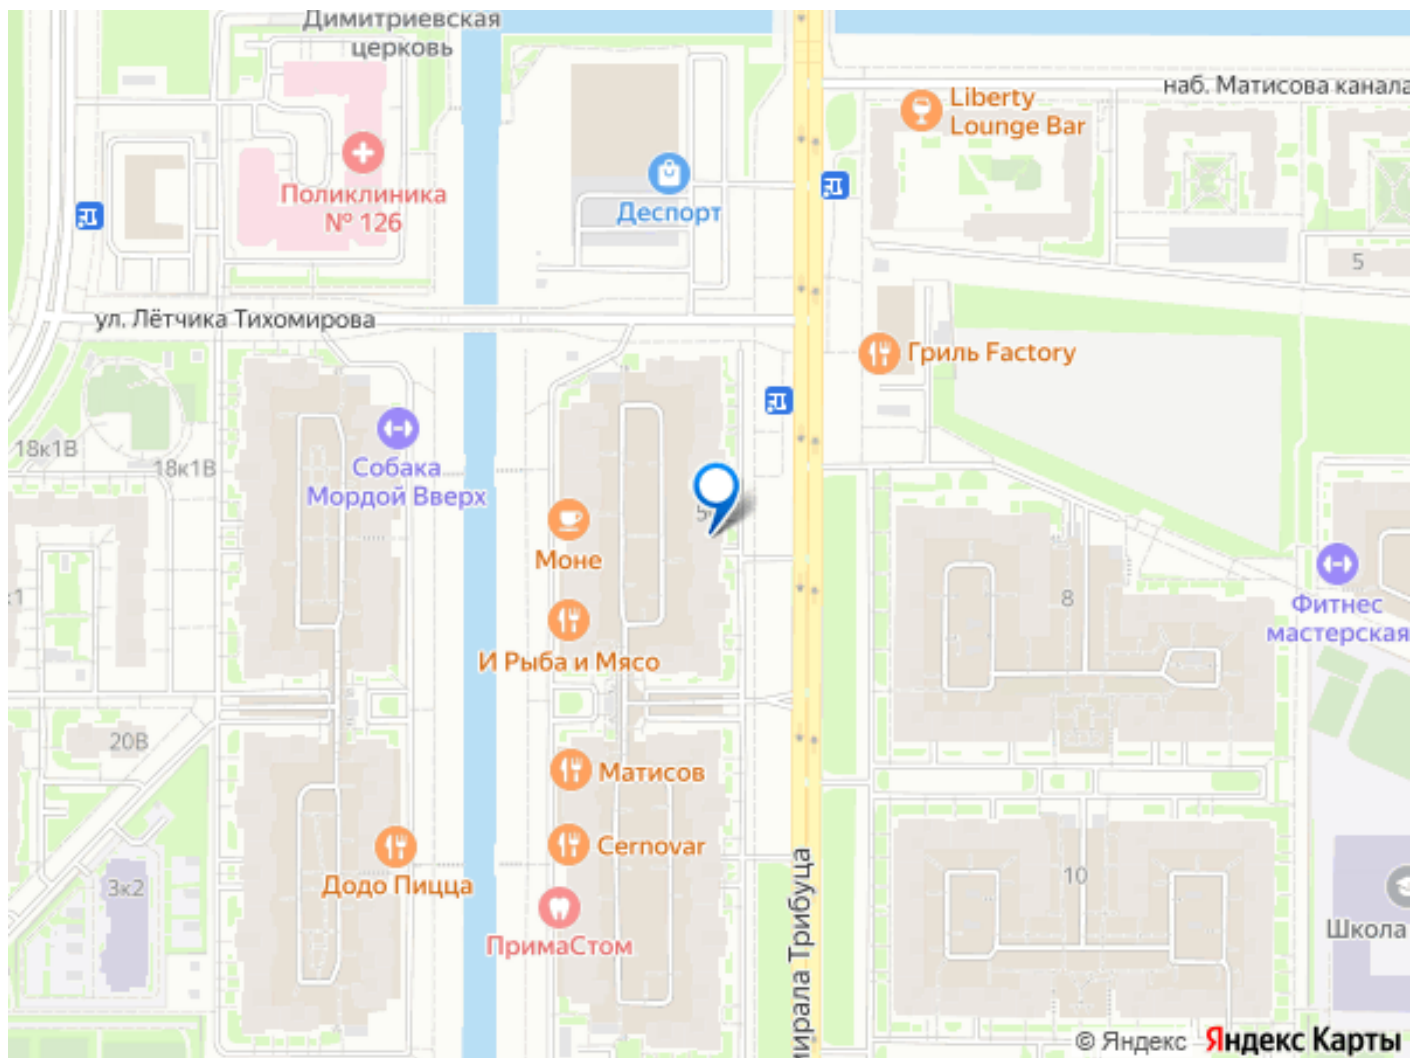 Димитриевская
церковь
наб. Матисова канала
Liberty
Lounge Bar
Поликлиника
№ 126
Деспорт
5
ул. Лётчика Тихомирова
Гриль Factory
18к1В
18к1В
Собака
Мордой Вверх
Моне
8
Фитнес
мастерская
И Рыба и Мясо
20В
Матисов
Cernovar
Додо Пицца
3к2
10
ПримаСтом
Школа
мирала Трибуца
© Яндекс Яндекс Карты